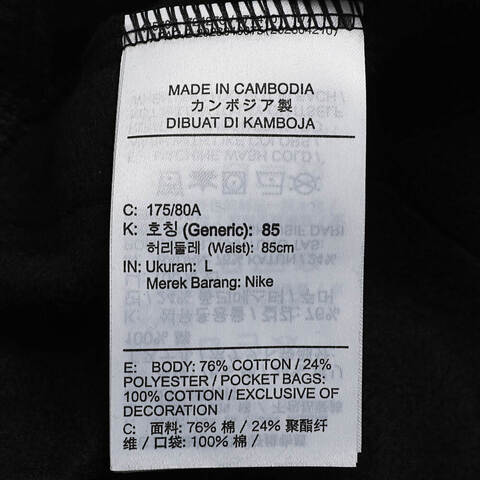 MADE IN CAMBODIA
カンボジア製
DIBUAT DI KAMBOJA
C: 175/80A
K: 호칭 (Generic): 85
허리둘레 (Waist): 85cm
IN: Ukuran: L
Merek Barang: Nike
E: BODY: 76% COTTON / 24%
POLYESTER / POCKET BAGS:
100% COTTON / EXCLUSIVE OF
DECORATION
C: 面料: 76% 棉 / 24% 聚酯纤
维 / 口袋: 100% 棉 /